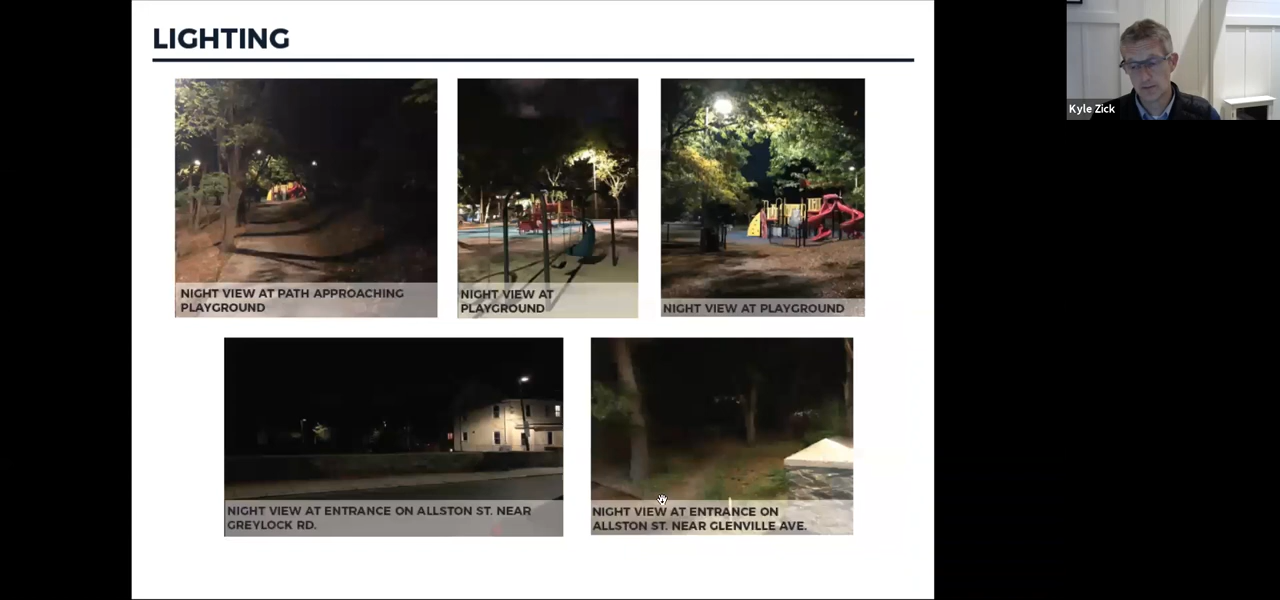 LIGHTING
Kyle Zick
NIGHT VIEW AT PATH APPROACHING
PLAYGROUND
NIGHT VIEW AT
PLAYGROUND
NIGHT VIEW AT PLAYGROUND
NIGHT VIEW AT ENTRANCE ON ALLSTON ST. NEAR
GREYLOCK RD.
NIGHT VIEW AT ENTRANCE ON
ALLSTON ST. NEAR GLENVILLE AVE.